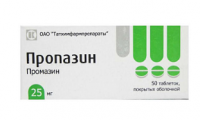 ОАО "Татхимфармпрепараты"
Пропазин
Промазин
25 мг
50 таблеток,
покрытых оболочкой